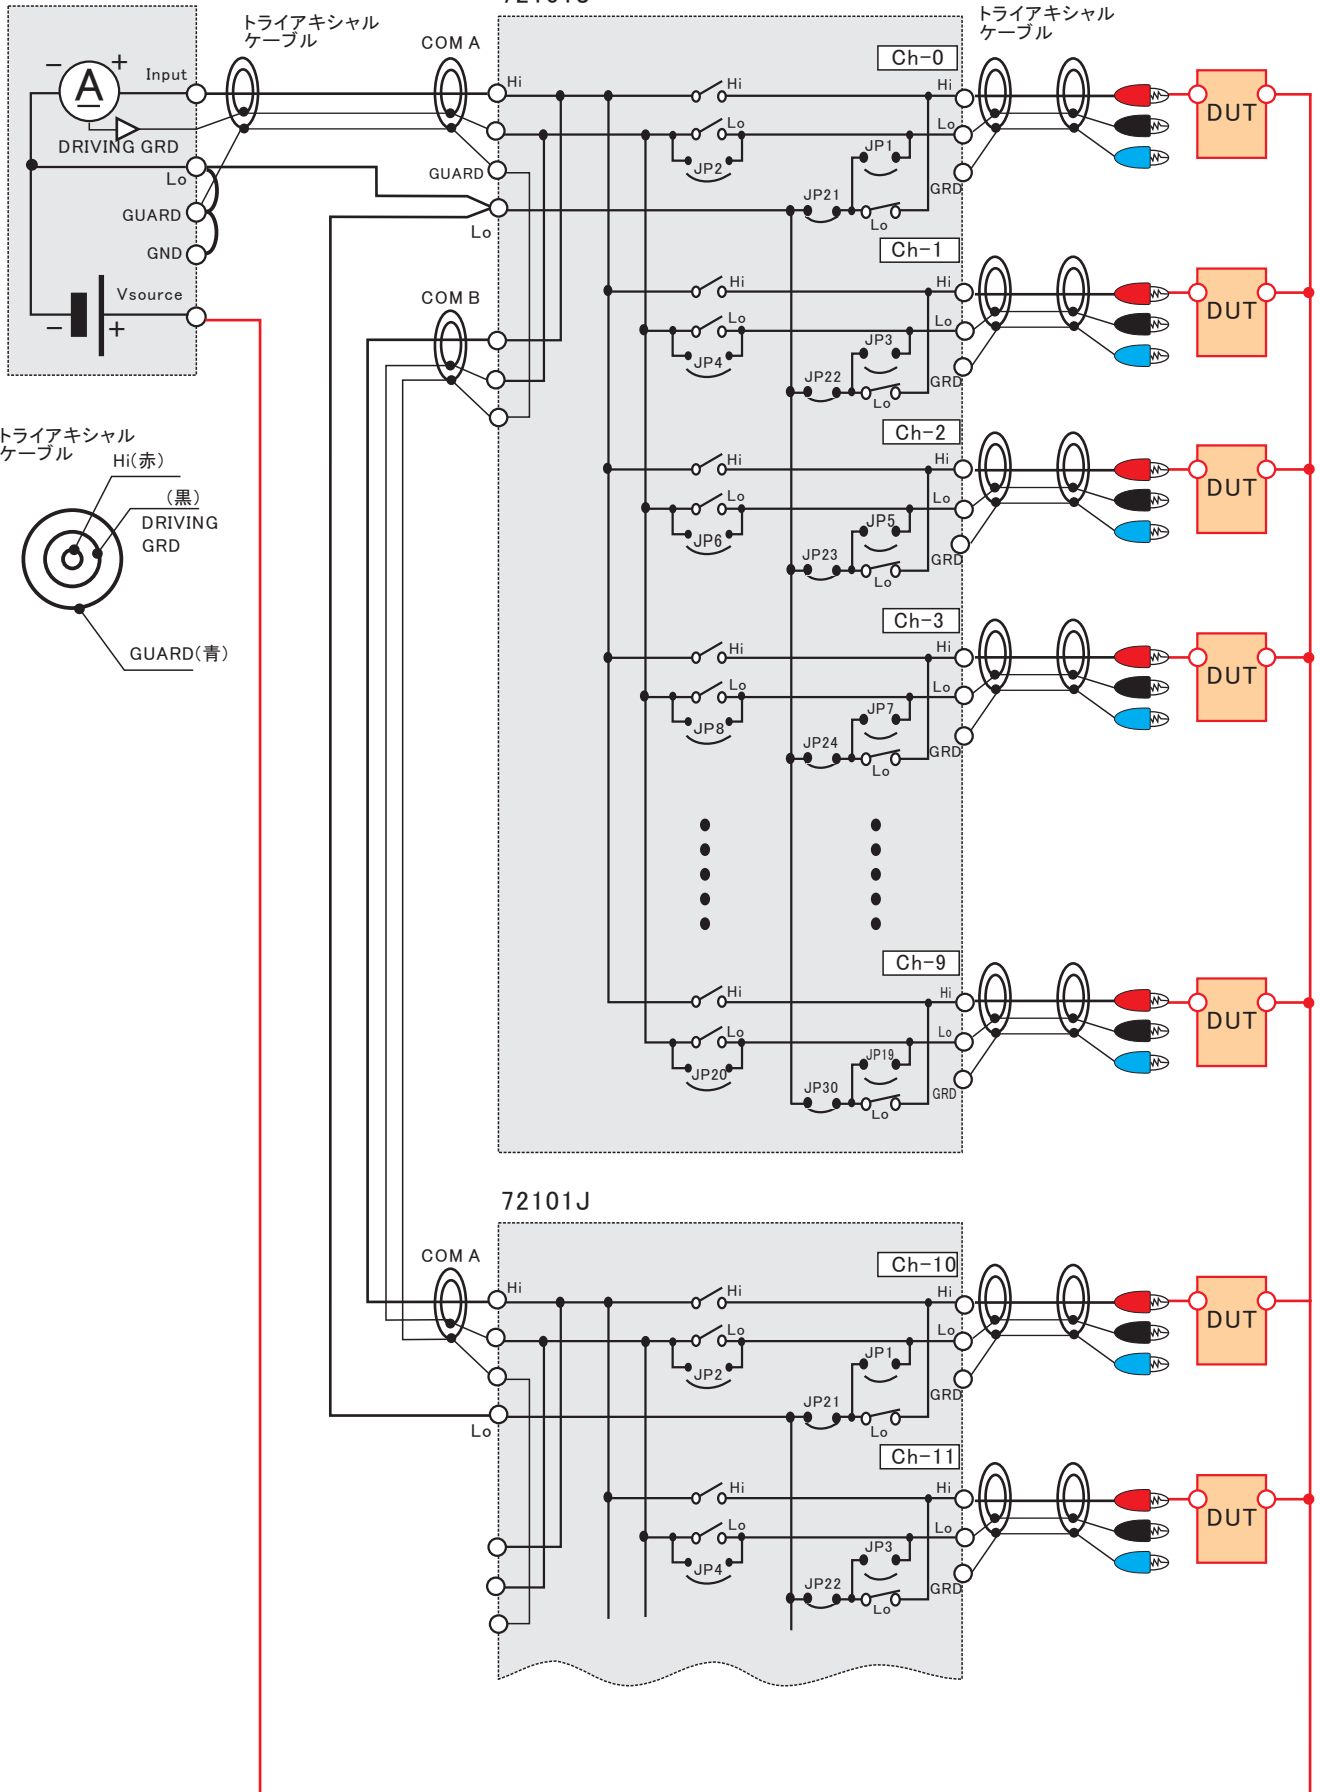 トライアキシャル
ケーブル
COM A
Ch-0
トライアキシャル
ケーブル
A
− +
Input
DRIVING GRD
Lo
GUARD
GND
Vsource
− +
Hi
GUARD
Lo
Hi
Lo
JP2
JP1
JP21
Lo
Hi
Lo
GRD
DUT
Ch-1
COM B
Hi
Lo
JP4
JP3
JP22
Lo
Hi
Lo
GRD
DUT
トライアキシャル
ケーブル
Hi(赤)
(黒)
DRIVING
GRD
GUARD(青)
Ch-2
Hi
Lo
JP6
JP5
JP23
Lo
Hi
Lo
GRD
DUT
Ch-3
Hi
Lo
JP8
JP7
JP24
Lo
Hi
Lo
GRD
DUT
Ch-9
Hi
Lo
JP20
JP19
JP30
Lo
Hi
Lo
GRD
DUT
72101J
COM A
Ch-10
Hi
Lo
Hi
Lo
JP2
JP1
JP21
Lo
Hi
Lo
GRD
DUT
Ch-11
Hi
Lo
JP4
JP3
JP22
Lo
Hi
Lo
GRD
DUT